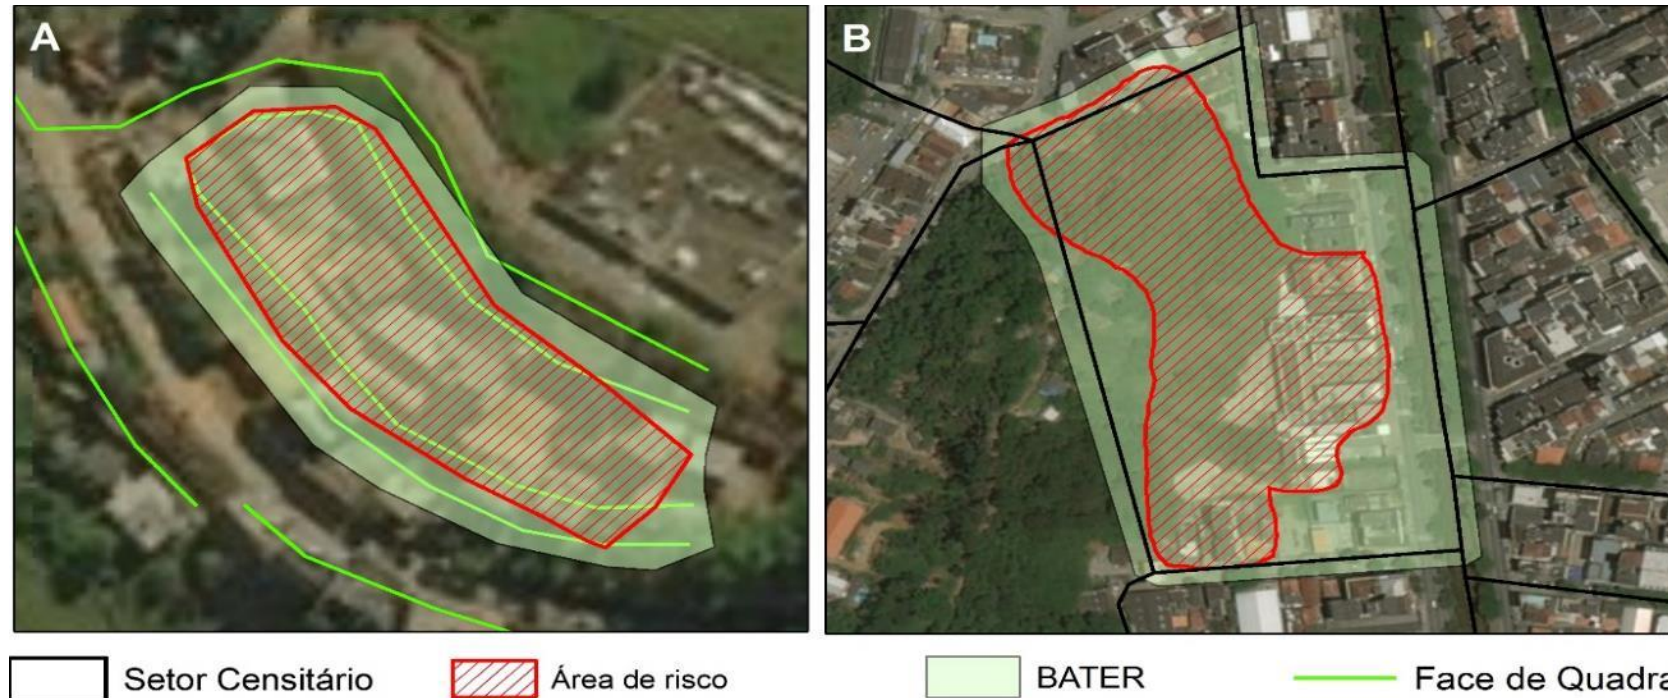 A
B
Setor Censitário
Área de risco
BATER
Face de Quadra